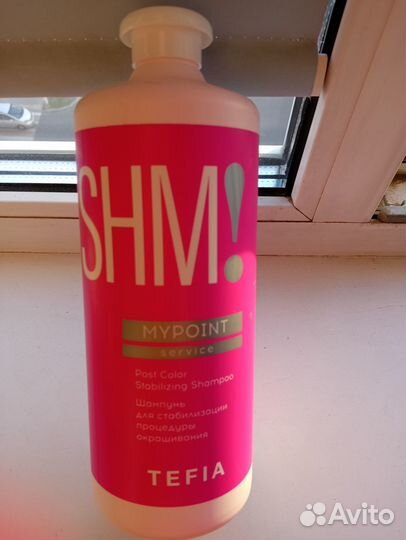 SHM!
MYPOINT
service
Post Color
Stabilizing Shampoo
Шампунь
для стабилизации
процедуры
окрашивания
TEFIA
Avito